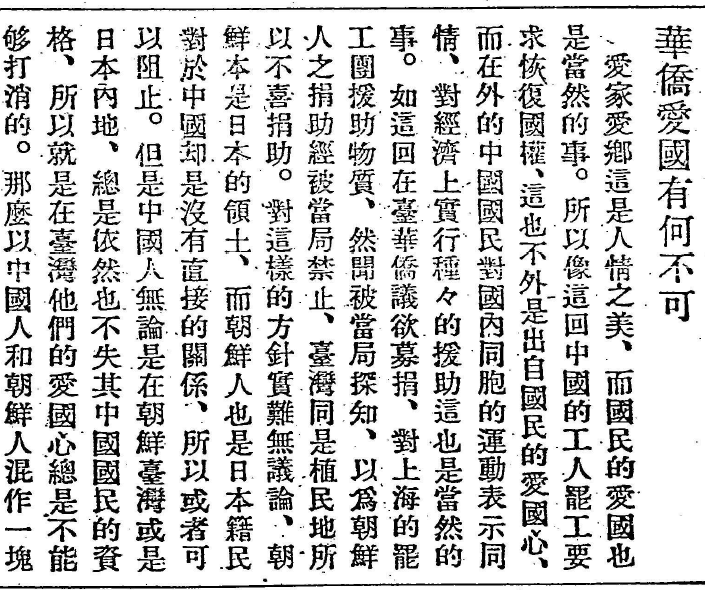 華僑愛國有何不可
愛家愛鄉這是人情之美、而國民的愛國也
是當然的事。所以像這回中國的工人罷工要
求恢復國權、這也不外是出自國民的愛國心、
而在外的中國國民對國內同胞的運動表示同
情、對經濟上實行種々的援助這也是當然的
事。如這回在臺華僑議欲募捐、對上海的罷
工團援助物質、然聞被當局探知、以爲朝鮮
人之捐助經被當局禁止、臺灣同是植民地所
以不喜捐助。對這樣的方針實難無議論、朝
鮮本是日本的領土、而朝鮮人也是日本籍民
對於中國却是沒有直接的關係、所以或者可
以阻止。但是中國人無論是在朝鮮臺灣或是
日本內地、總是依然也不失其中國國民的資
格、所以就是在臺灣他們的愛國心總是不能
够打消的。那麼以中國人和朝鮮人混作一塊